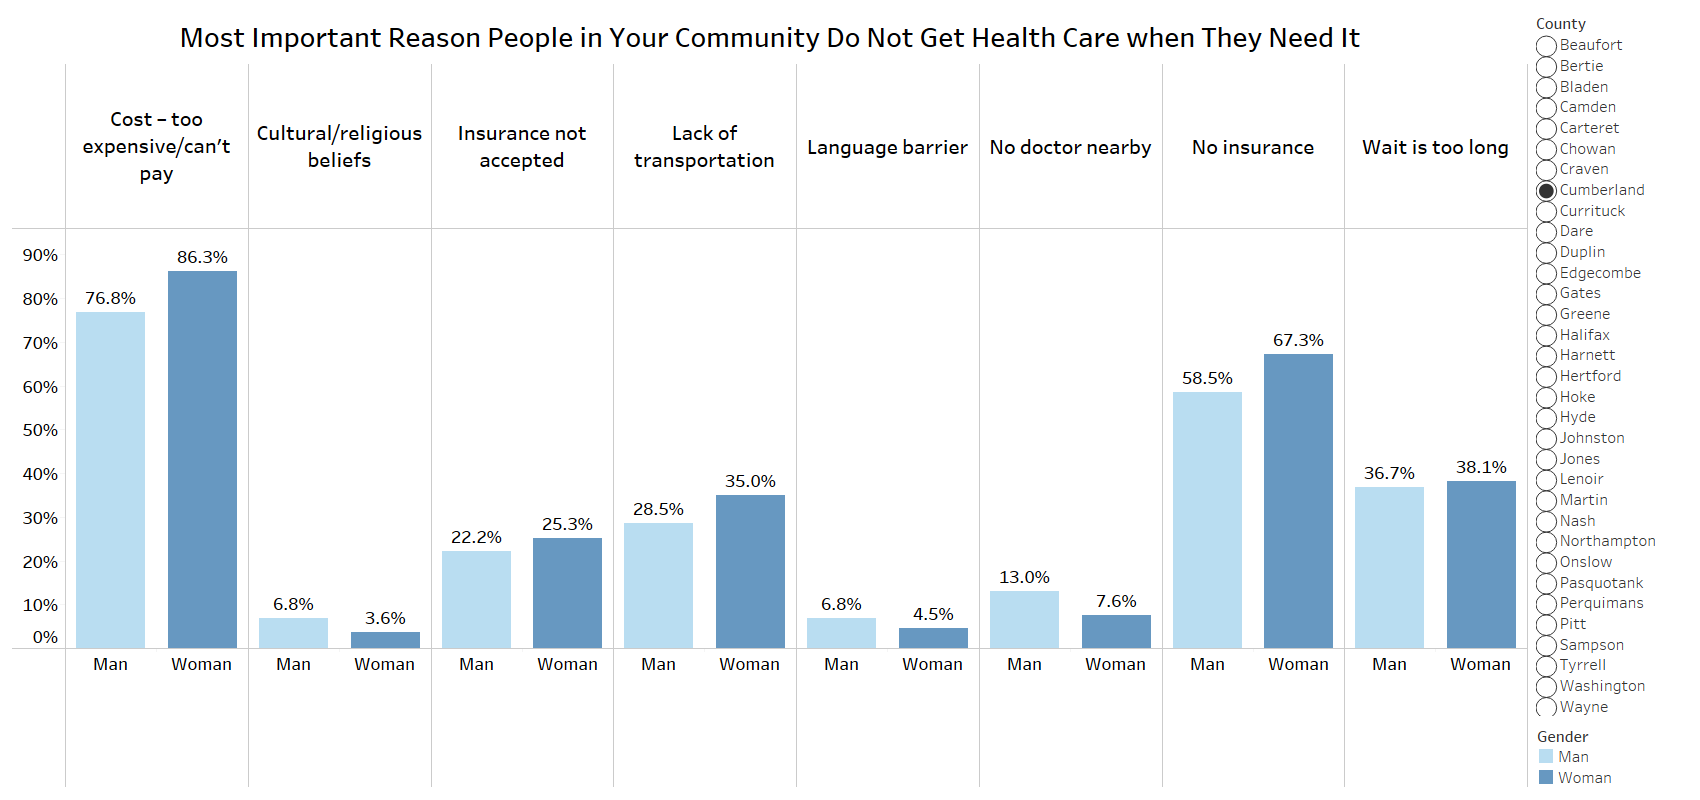 Most Important Reason People in Your Community Do Not Get Health Care when They Need It
Cost – too
expensive/can't
pay
Cultural/religious
beliefs
Insurance not
accepted
Lack of
transportation
Language barrier
No doctor nearby
No insurance
Wait is too long
90%
80%
70%
60%
50%
40%
30%
20%
10%
0%
76.8%
86.3%
6.8%
3.6%
22.2%
25.3%
28.5%
35.0%
6.8%
4.5%
13.0%
7.6%
58.5%
67.3%
36.7%
38.1%
Man Woman Man Woman Man Woman Man Woman Man Woman Man Woman Man Woman Man Woman
County
Beaufort
Bertie
Bladen
Camden
Carteret
Chowan
Craven
Cumberland
Currituck
Dare
Duplin
Edgecombe
Gates
Greene
Halifax
Harnett
Hertford
Hoke
Hyde
Johnston
Jones
Lenoir
Martin
Nash
Northampton
Onslow
Pasquotank
Perquimans
Pitt
Sampson
Tyrrell
Washington
Wayne
Gender
Man
Woman